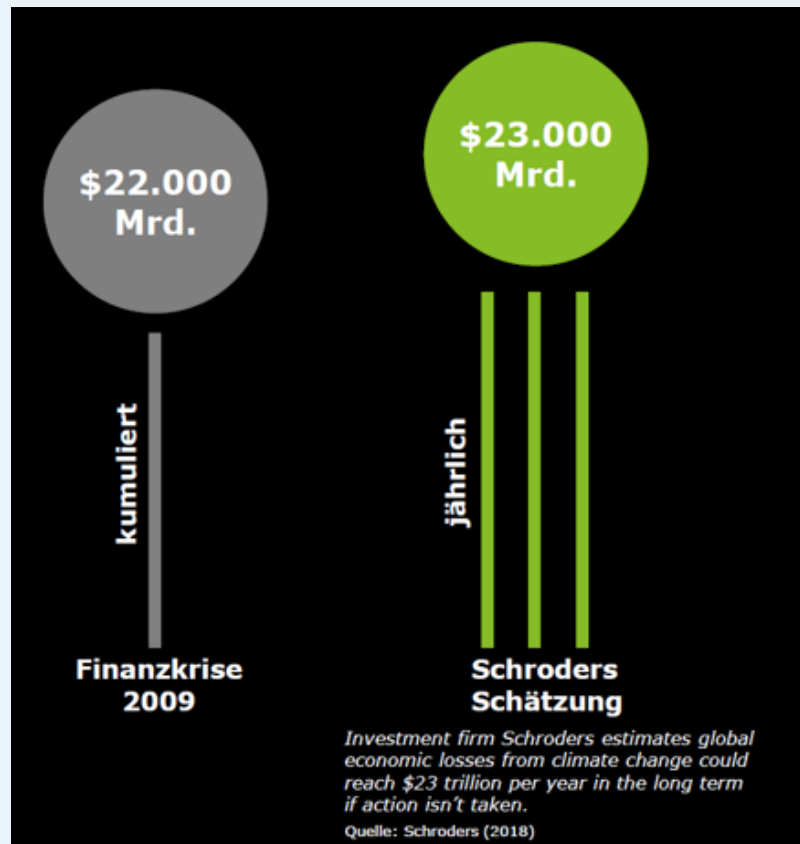 $22.000
Mrd.
kumuliert
Finanzkrise
2009
$23.000
Mrd.
jährlich
Schroders
Schätzung
Investment firm Schroders estimates global
economic losses from climate change could
reach $23 trillion per year in the long term
if action isn’t taken.
Quelle: Schroders (2018)